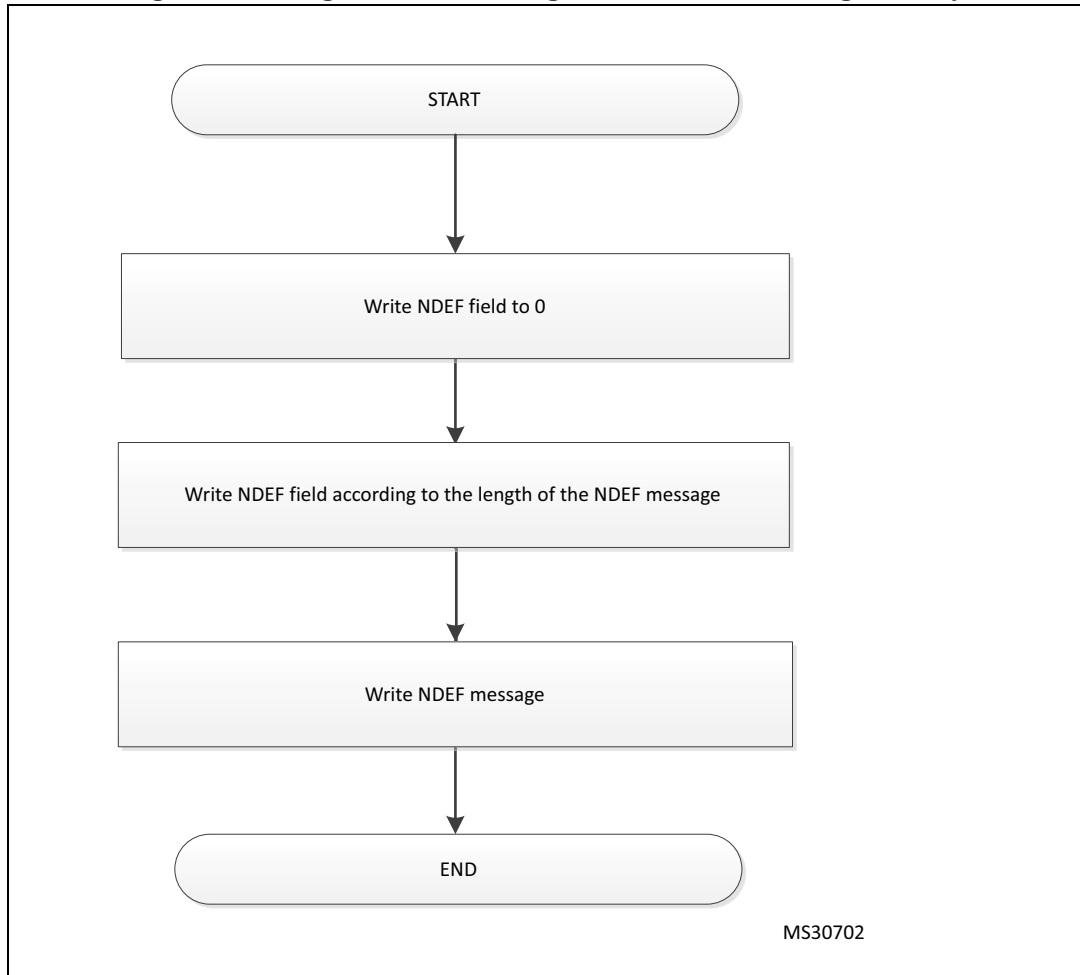 START
Write NDEF field to 0
Write NDEF field according to the length of the NDEF message
Write NDEF message
END
MS30702